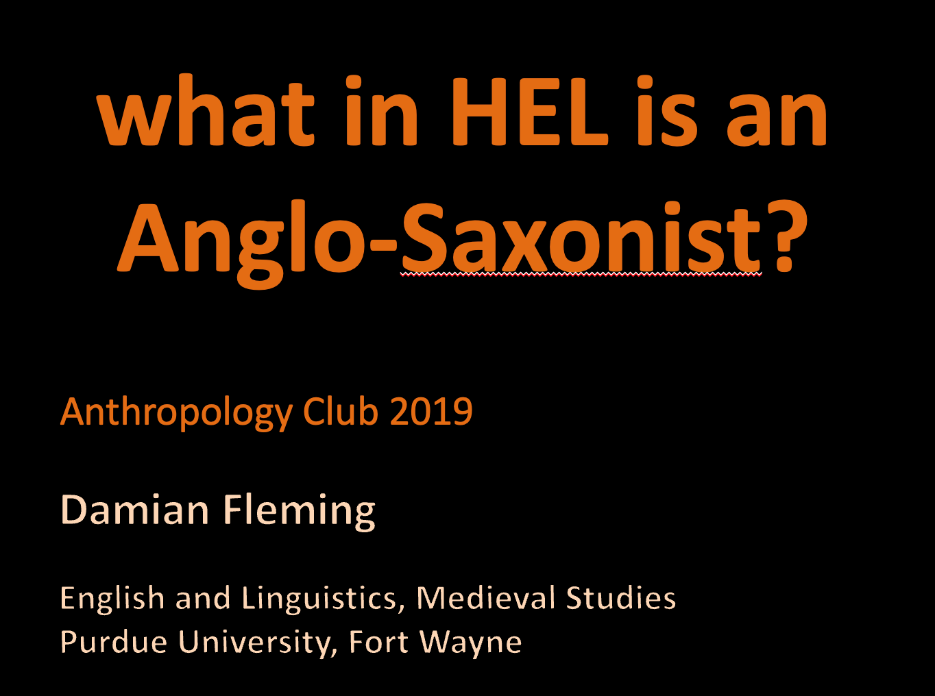 what in HEL is an
Anglo-Saxonist?
Anthropology Club 2019
Damian Fleming
English and Linguistics, Medieval Studies
Purdue University, Fort Wayne